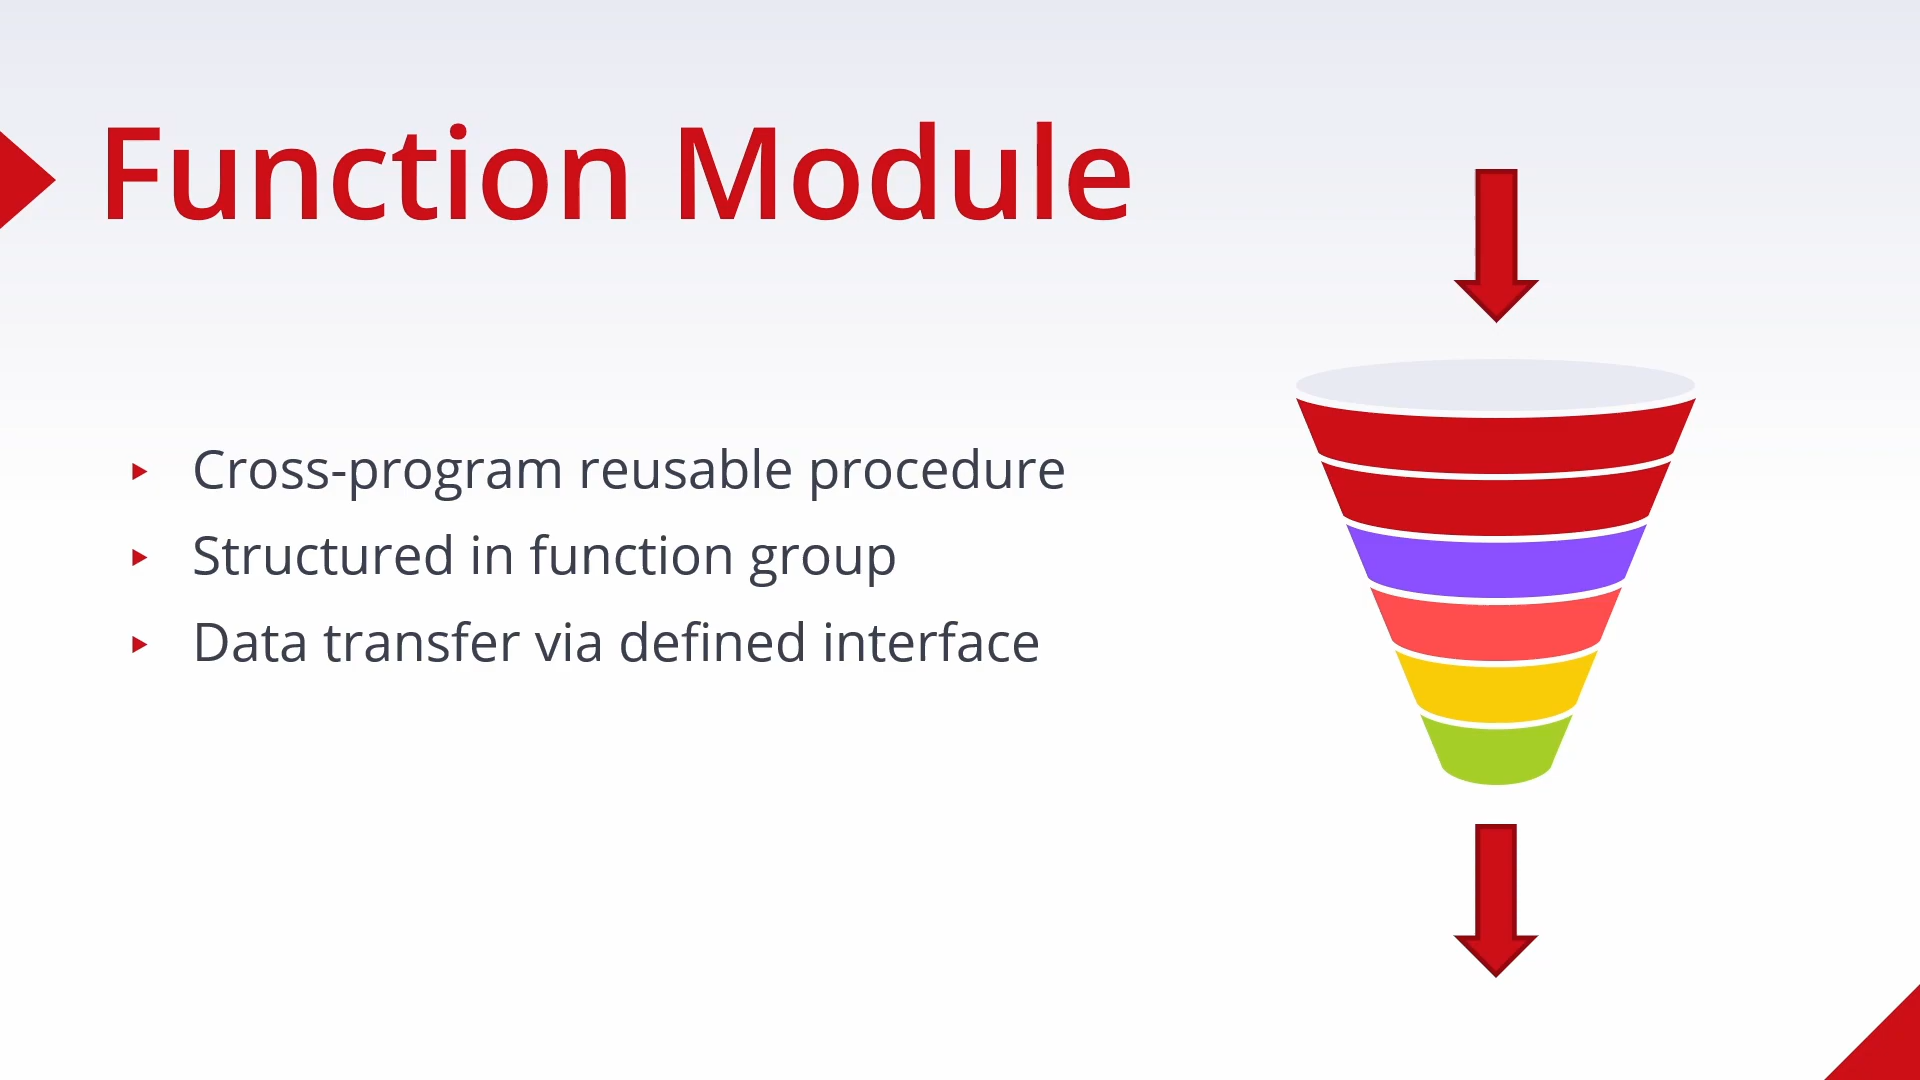 Function Module
Cross-program reusable procedure
Structured in function group
Data transfer via defined interface